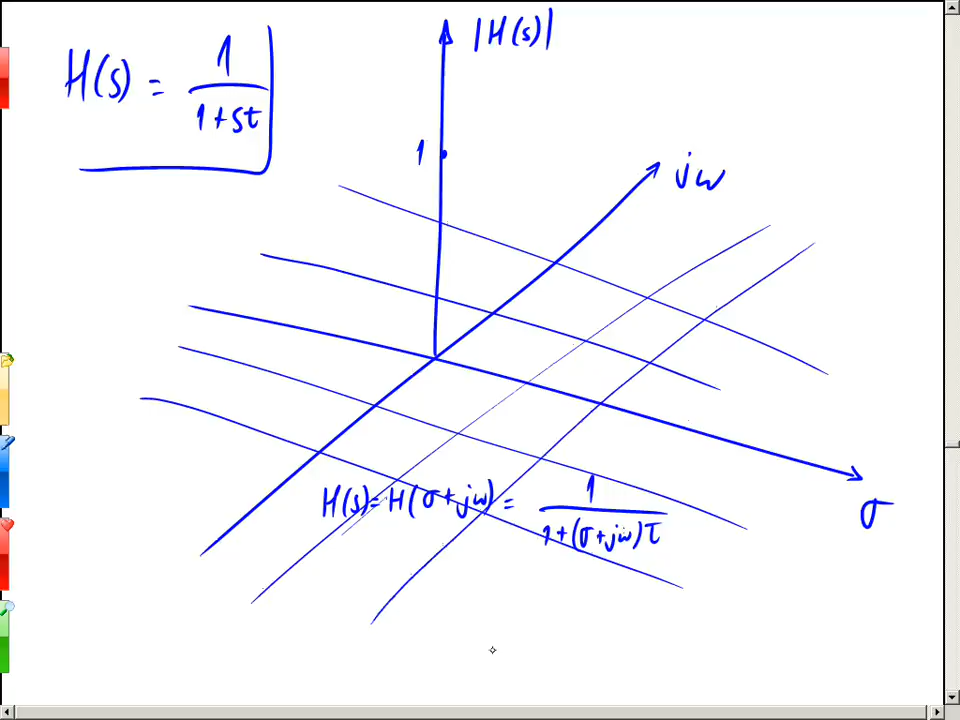 H(s) = 1 / 1+sτ
|H(s)|
1
jω
H(s) = H(σ+jω) = 1 / 1+(σ+jω)τ
σ